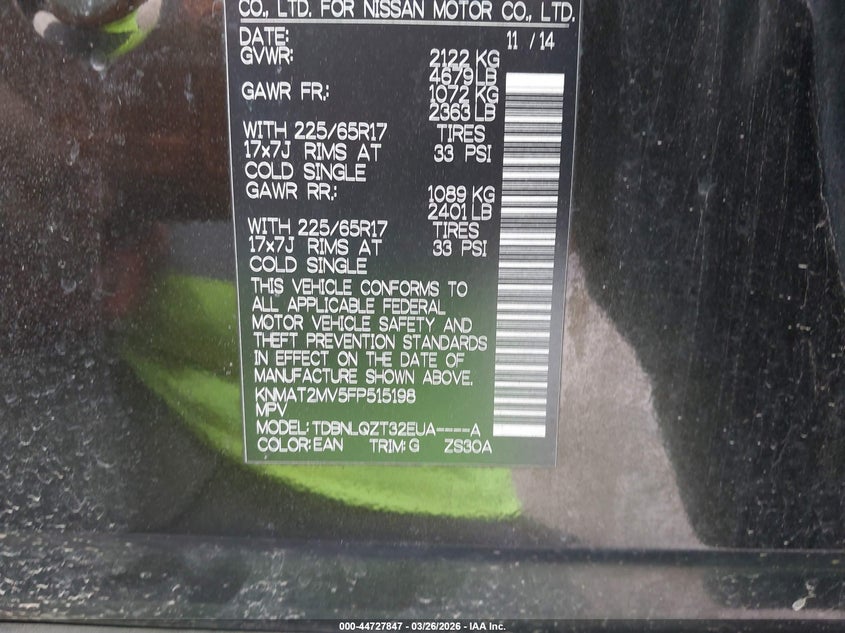 CO., LTD. FOR NISSAN MOTOR CO., LTD.
DATE: 11 / 14
GVWR: 2122 KG
4679 LB
GAWR FR.: 1072 KG
2363 LB
WITH 225/65R17 TIRES
17x7J RIMS AT 33 PSI
COLD SINGLE
GAWR RR.: 1089 KG
2401 LB
WITH 225/65R17 TIRES
17x7J RIMS AT 33 PSI
COLD SINGLE
THIS VEHICLE CONFORMS TO
ALL APPLICABLE FEDERAL
MOTOR VEHICLE SAFETY AND
THEFT PREVENTION STANDARDS
IN EFFECT ON THE DATE OF
MANUFACTURE SHOWN ABOVE.
KNMAT2MV5FP515198
MPV
MODEL: TDBNLQZT32EUA----A
COLOR: EAN TRIM: G ZS30A
000-44727847 - 03/26/2026 - IAA Inc.